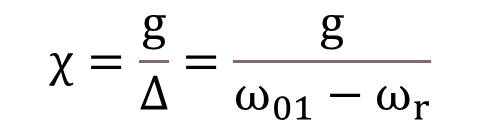 χ = g/Δ = g/(ω₀₁ − ωᵣ)